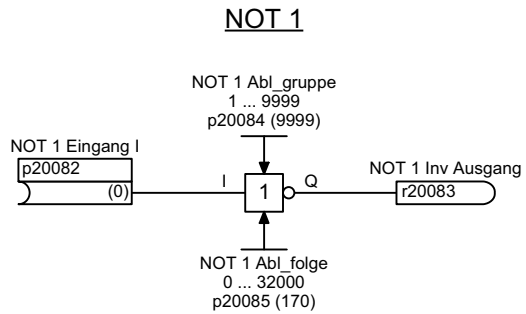 NOT 1
NOT 1 Abl_gruppe
1 ... 9999
p20084 (9999)
NOT 1 Eingang I
p20082
(0)
I
1
Q
NOT 1 Inv Ausgang
r20083
NOT 1 Abl_folge
0 ... 32000
p20085 (170)